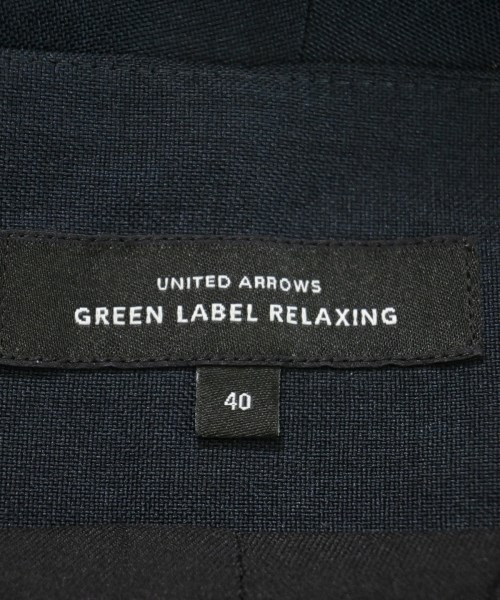 UNITED ARROWS
GREEN LABEL RELAXING
40